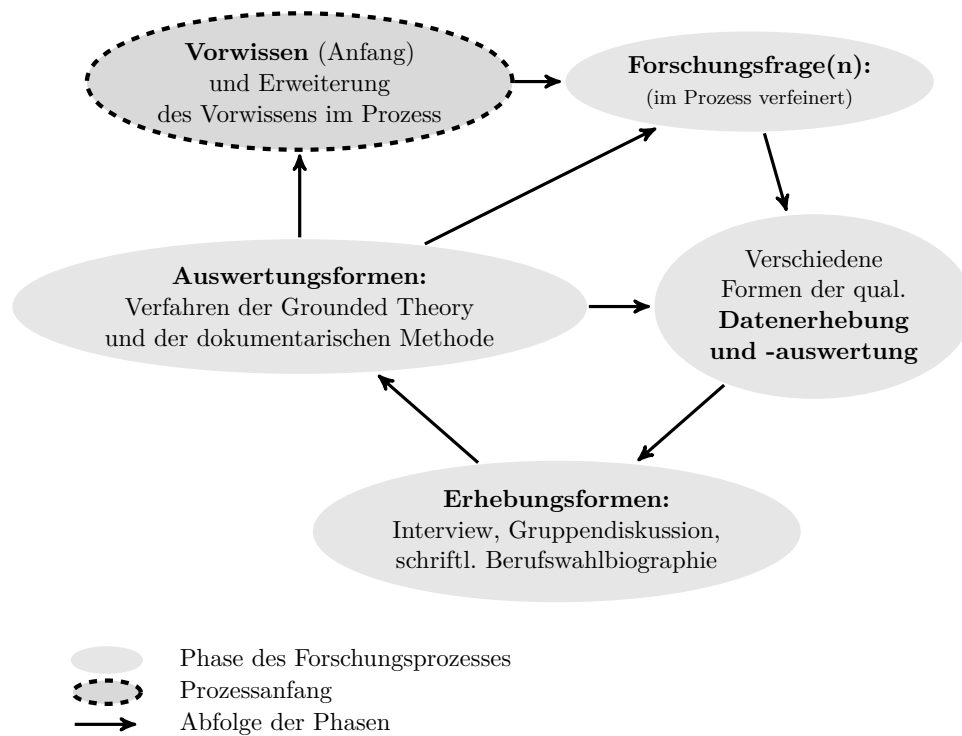 Vorwissen (Anfang)
und Erweiterung
des Vorwissens im Prozess
Forschungsfrage(n):
(im Prozess verfeinert)
Auswertungsformen:
Verfahren der Grounded Theory
und der dokumentarischen Methode
Verschiedene
Formen der qual.
Datenerhebung
und -auswertung
Erhebungsformen:
Interview, Gruppendiskussion,
schriftl. Berufswahlbiographie
Phase des Forschungsprozesses
Prozessanfang
Abfolge der Phasen